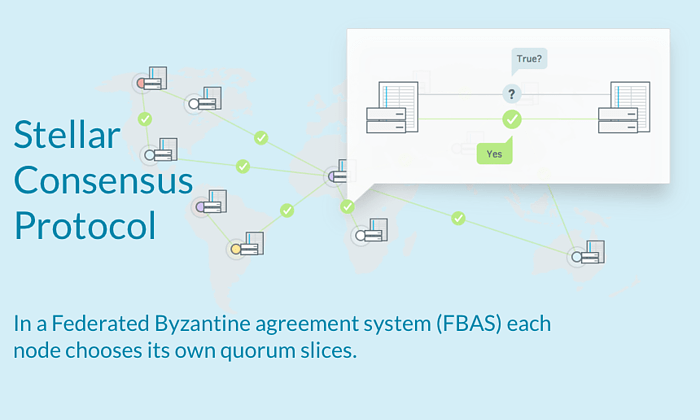 Stellar
Consensus
Protocol
True?
?
Yes
In a Federated Byzantine agreement system (FBAS) each
node chooses its own quorum slices.